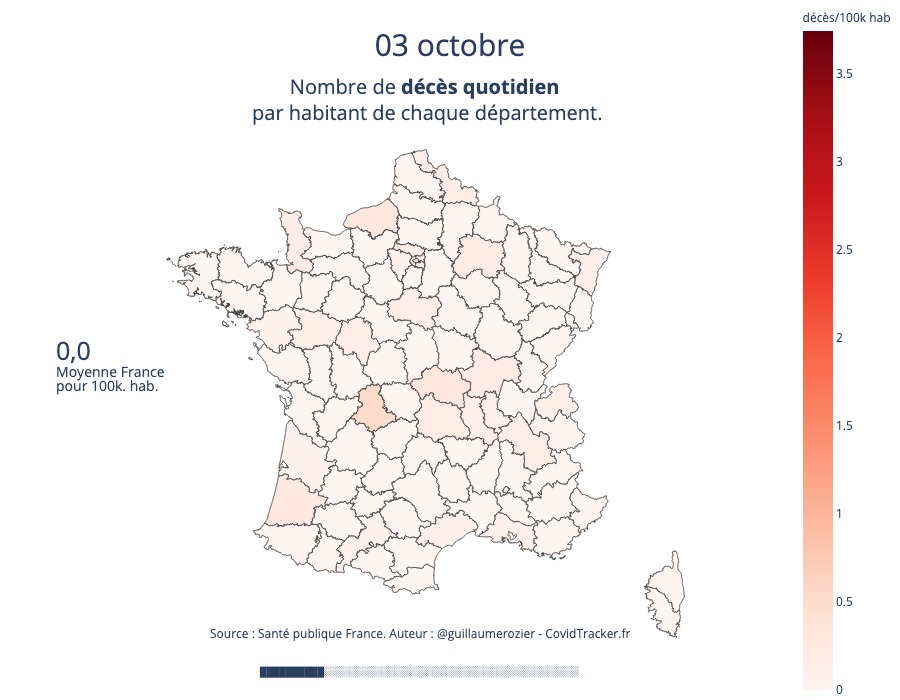 03 octobre
Nombre de décès quotidien
par habitant de chaque département.
décès/100k hab
3.5
3
2.5
2
1.5
1
0.5
0
0,0
Moyenne France
pour 100k. hab.
Source : Santé publique France. Auteur : @guillaumerozier - CovidTracker.fr